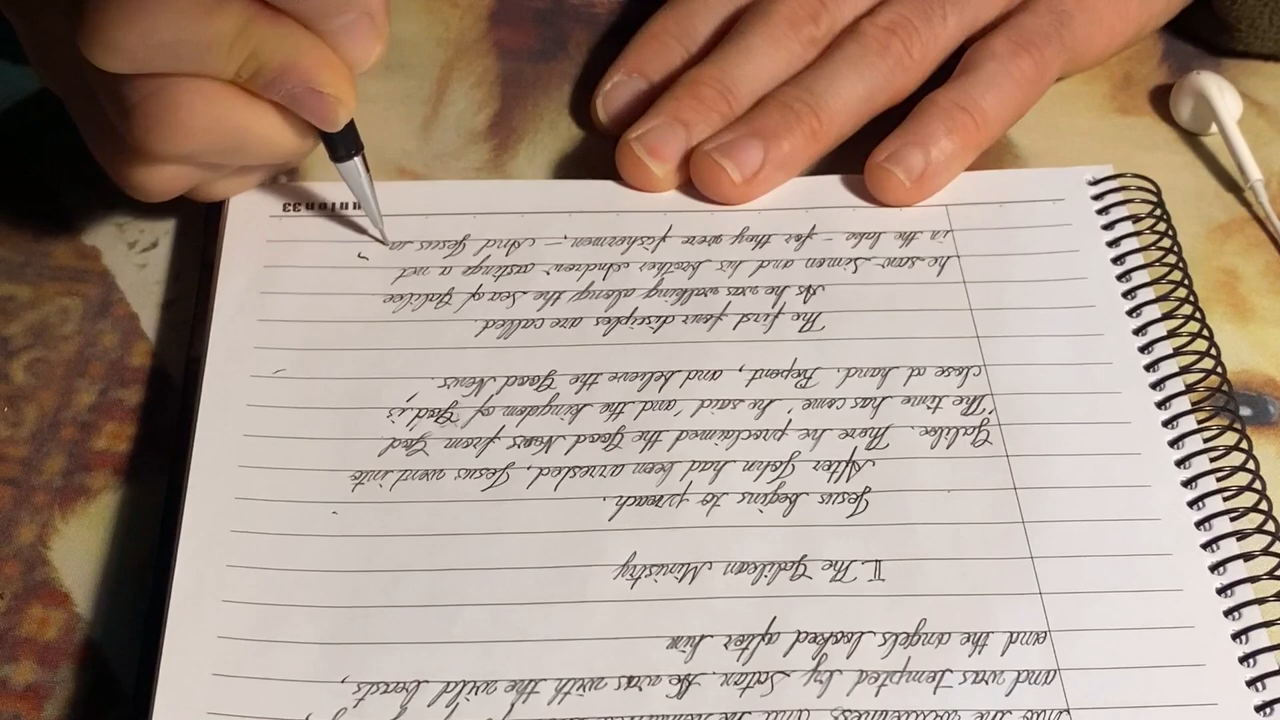 and was tempted by Satan. He was with the wild beasts,
and the angels looked after him
II. The Galilean Ministry
Jesus begins to preach.
After John had been arrested, Jesus went into
Galilee. There he proclaimed the Good News from God
'The time has come' he said 'and the kingdom of God is
close at hand. Repent, and believe the Good News'.
The first four disciples are called.
As he was walking along the Sea of Galilee
he saw Simon and his brother Andrew casting a net
in the lake – for they were fishermen, – And Jesus sa
union33